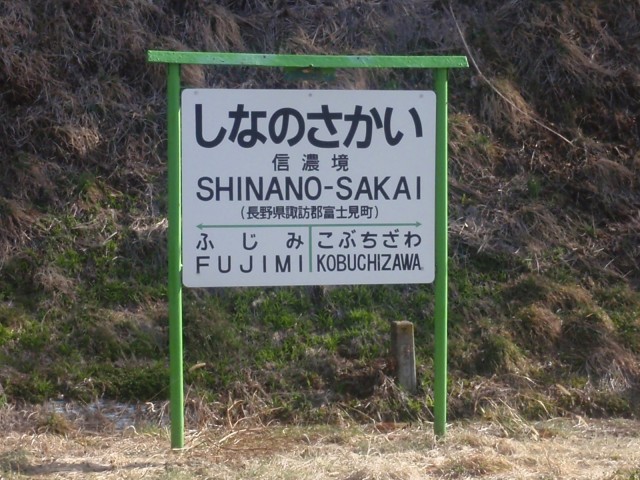 しなのさかい
信濃境
SHINANO-SAKAI
(長野県諏訪郡富士見町)
ふじみ こぶちざわ
FUJIMI KOBUCHIZAWA